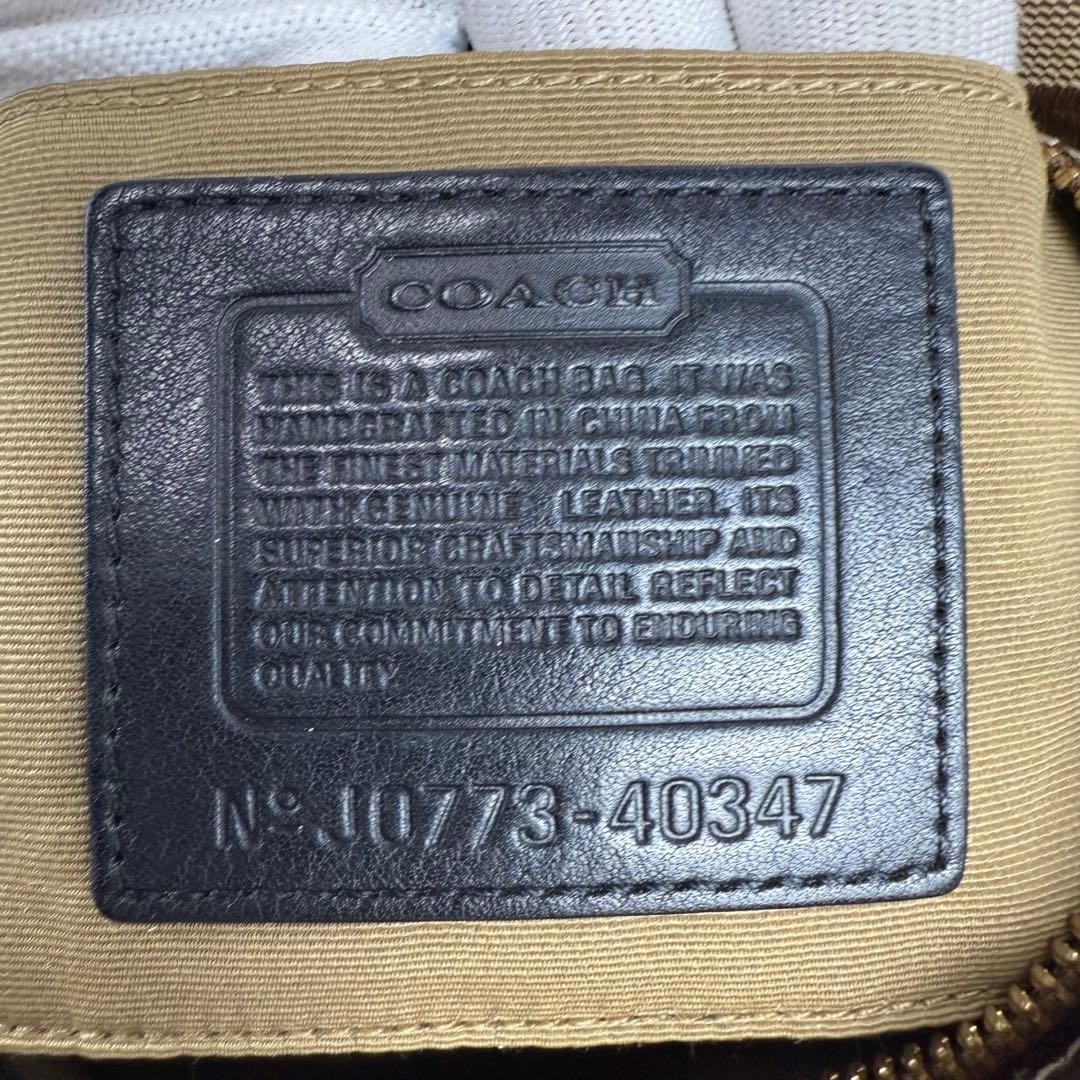 COACH
THIS IS A COACH BAG. IT WAS
HANDCRAFTED IN CHINA FROM
THE FINEST MATERIALS TRIMMED
WITH GENUINE LEATHER. ITS
SUPERIOR CRAFTSMANSHIP AND
ATTENTION TO DETAIL REFLECT
OUR COMMITMENT TO ENDURING
QUALITY.
No. J0773-40347